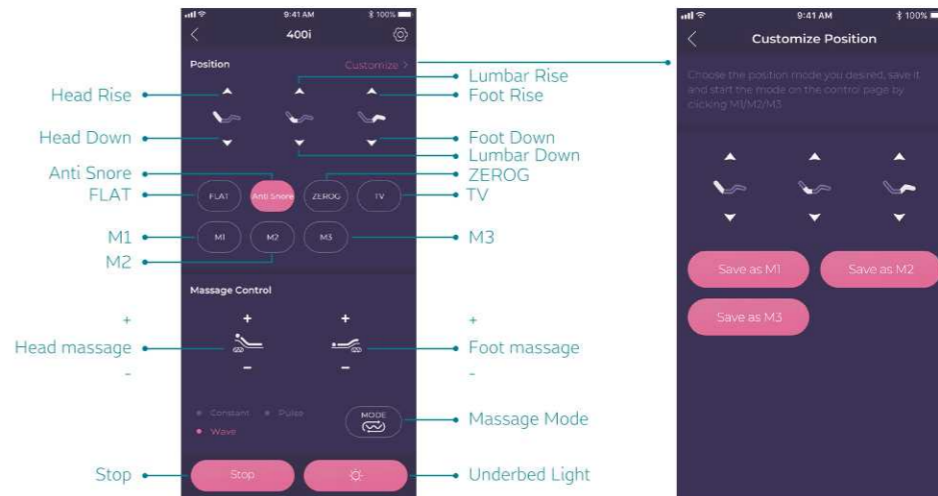 9:41 AM
100%
400i
Position
Customize >
Head Rise
Lumbar Rise
Foot Rise
Head Down
Foot Down
Lumbar Down
Anti Snore
ZEROG
FLAT
TV
FLAT
Anti Snore
ZEROG
TV
M1
M2
M3
M1
M3
M2
Massage Control
+
+
+
+
Head massage
Foot massage
-
-
-
-
Constant
Pulse
Wave
MODE
Massage Mode
Stop
Stop
Underbed Light
9:41 AM
100%
Customize Position
Choose the position mode you desired, save it
and start the mode on the control page by
clicking M1/M2/M3
Save as M1
Save as M2
Save as M3